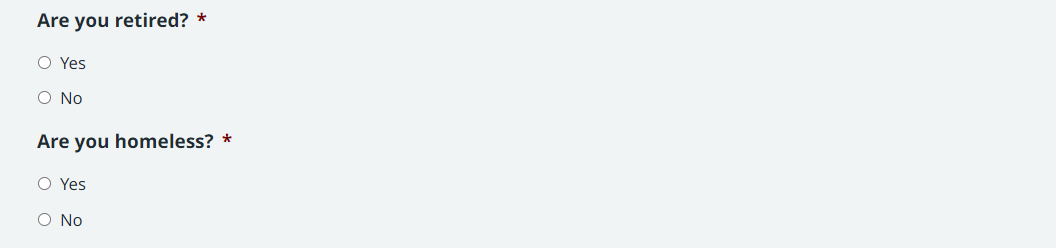 Are you retired? *
Yes
No
Are you homeless? *
Yes
No